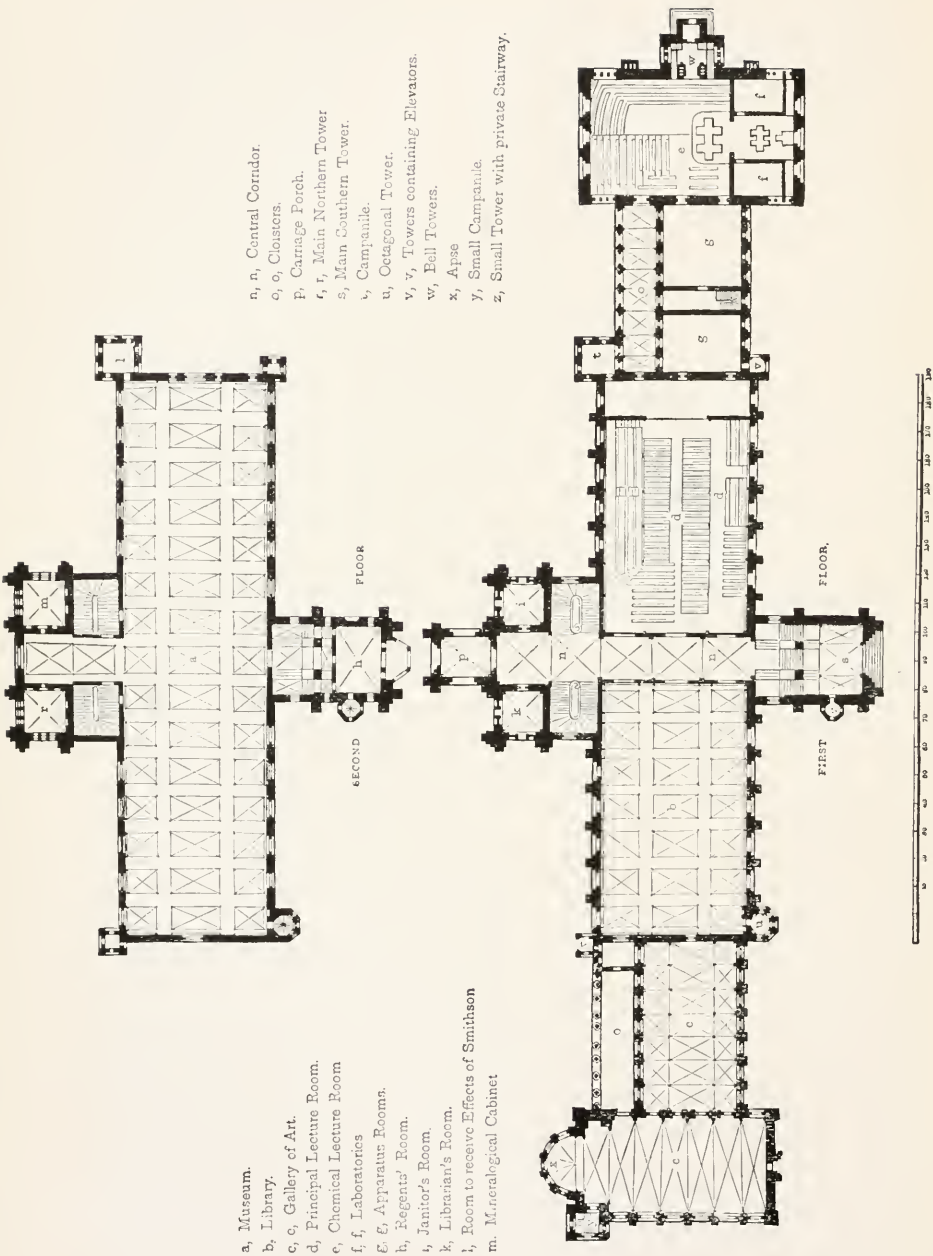 a, Museum.
b, Library.
c, c, Gallery of Art.
d, Principal Lecture Room.
e, Chemical Lecture Room
f, f, Laboratories
g, g, Apparatus Rooms.
h, Regents' Room.
i, Janitor's Room.
k, Librarian's Room.
l, Room to receive Effects of Smithson
m. Mineralogical Cabinet
n, n, Central Corridor.
o, o, Cloisters.
p, Carriage Porch.
r, r, Main Northern Tower
s, Main Southern Tower.
t, Campanile.
u, Octagonal Tower.
v, v, Towers containing Elevators.
w, Bell Towers.
x, Apse
y, Small Campanile.
z, Small Tower with private Stairway.
r
m
l
a
h
SECOND FLOOR
p
k
n
i
t
o
w
x
o
v
b
n
d
d
g
g
e
f
f
c
c
u
s
v
FIRST FLOOR.